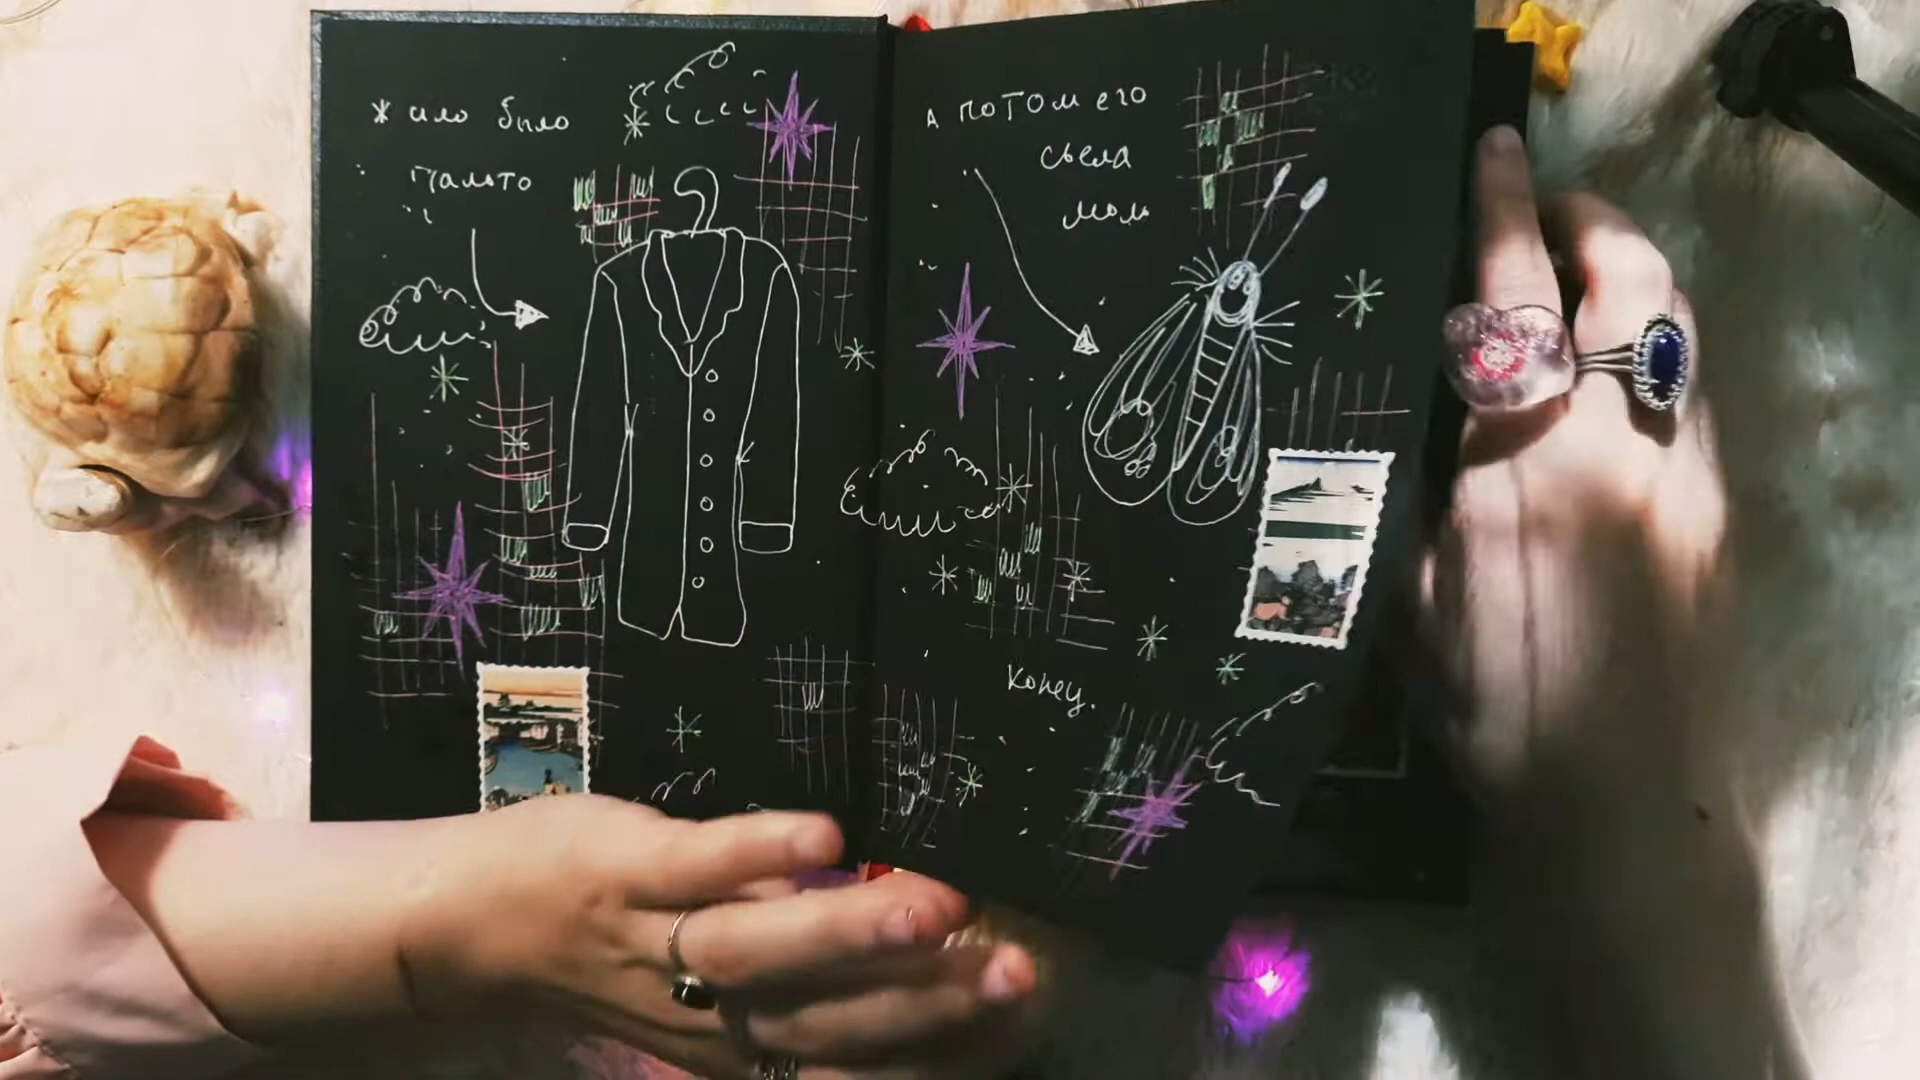 Жило было
пальто
А потом его
съела
моль
Конец.